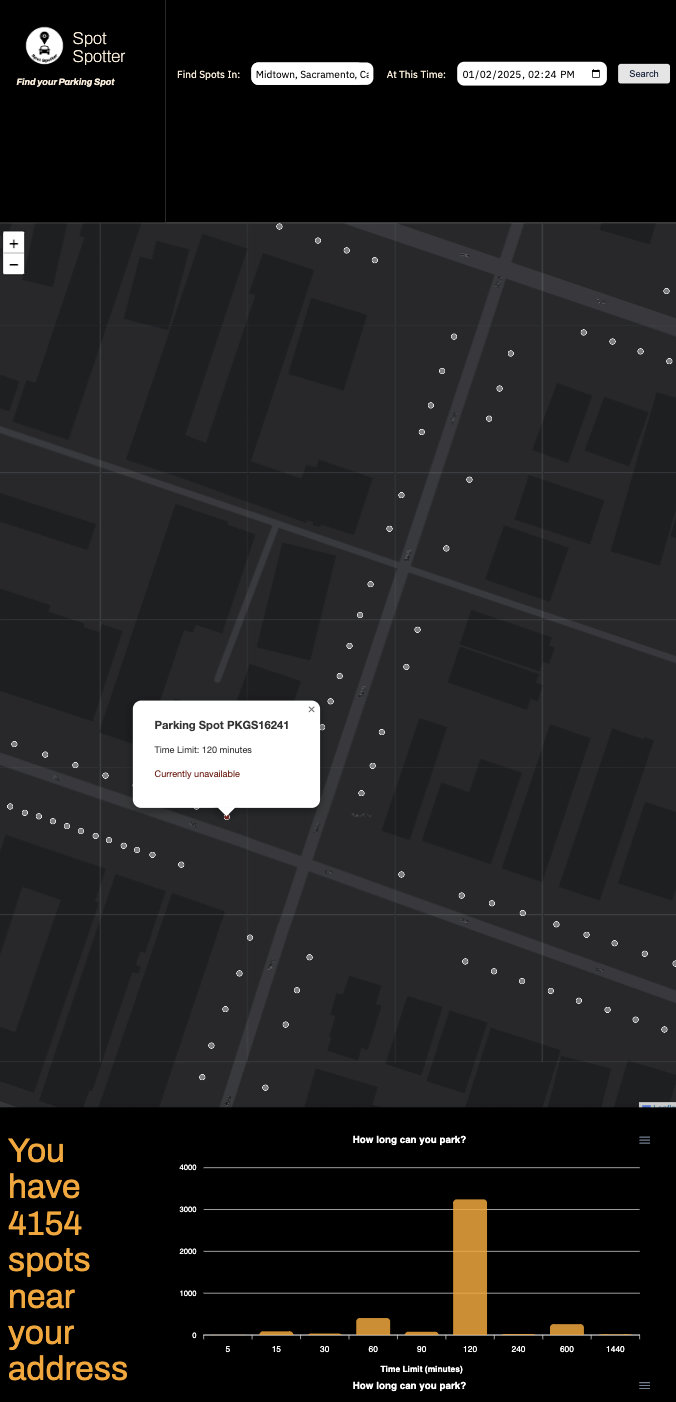 Spot
Spotter
Find your Parking Spot
Find Spots In:
Midtown, Sacramento, Ca
At This Time:
01/02/2025, 02:24 PM
Search
+
−
×
Parking Spot PKGS16241
Time Limit: 120 minutes
Currently unavailable
You
have
4154
spots
near
your
address
How long can you park?
4000
3000
2000
1000
0
5 15 30 60 90 120 240 600 1440
Time Limit (minutes)
How long can you park?